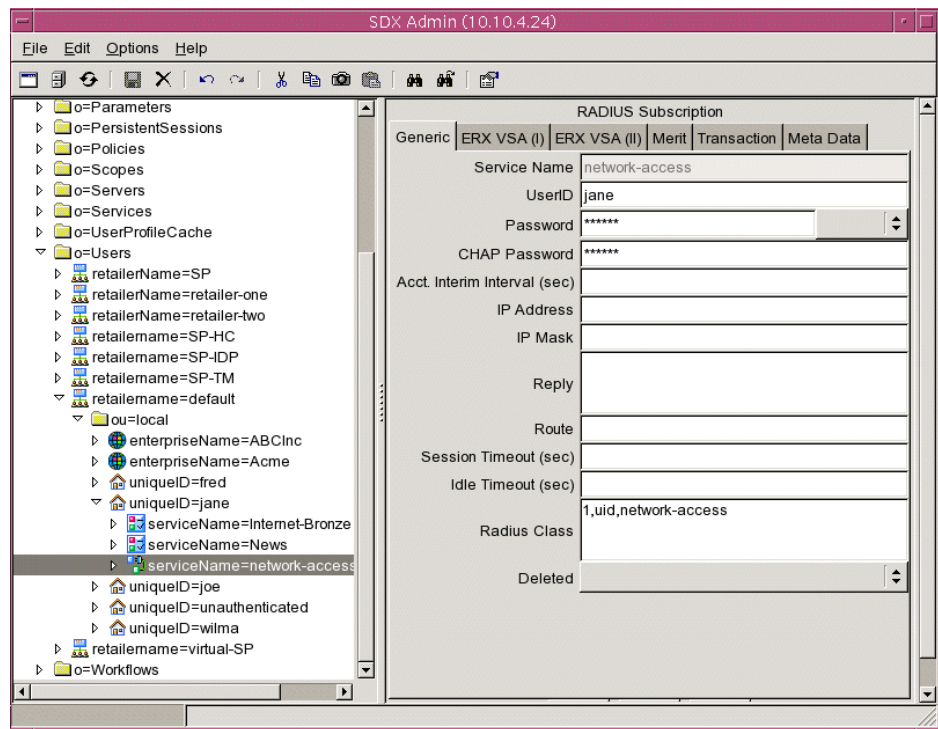 SDX Admin (10.10.4.24)
File Edit Options Help
o=Parameters
o=PersistentSessions
o=Policies
o=Scopes
o=Servers
o=Services
o=UserProfileCache
o=Users
retailerName=SP
retailerName=retailer-one
retailerName=retailer-two
retailername=SP-HC
retailername=SP-IDP
retailername=SP-TM
retailername=default
ou=local
enterpriseName=ABCInc
enterpriseName=Acme
uniqueID=fred
uniqueID=jane
serviceName=Internet-Bronze
serviceName=News
serviceName=network-access
uniqueID=joe
uniqueID=unauthenticated
uniqueID=wilma
retailername=virtual-SP
o=Workflows
RADIUS Subscription
Generic ERX VSA (I) ERX VSA (II) Merit Transaction Meta Data
Service Name network-access
UserID jane
Password ******
CHAP Password ******
Acct. Interim Interval (sec)
IP Address
IP Mask
Reply
Route
Session Timeout (sec)
Idle Timeout (sec)
Radius Class 1,uid,network-access
Deleted